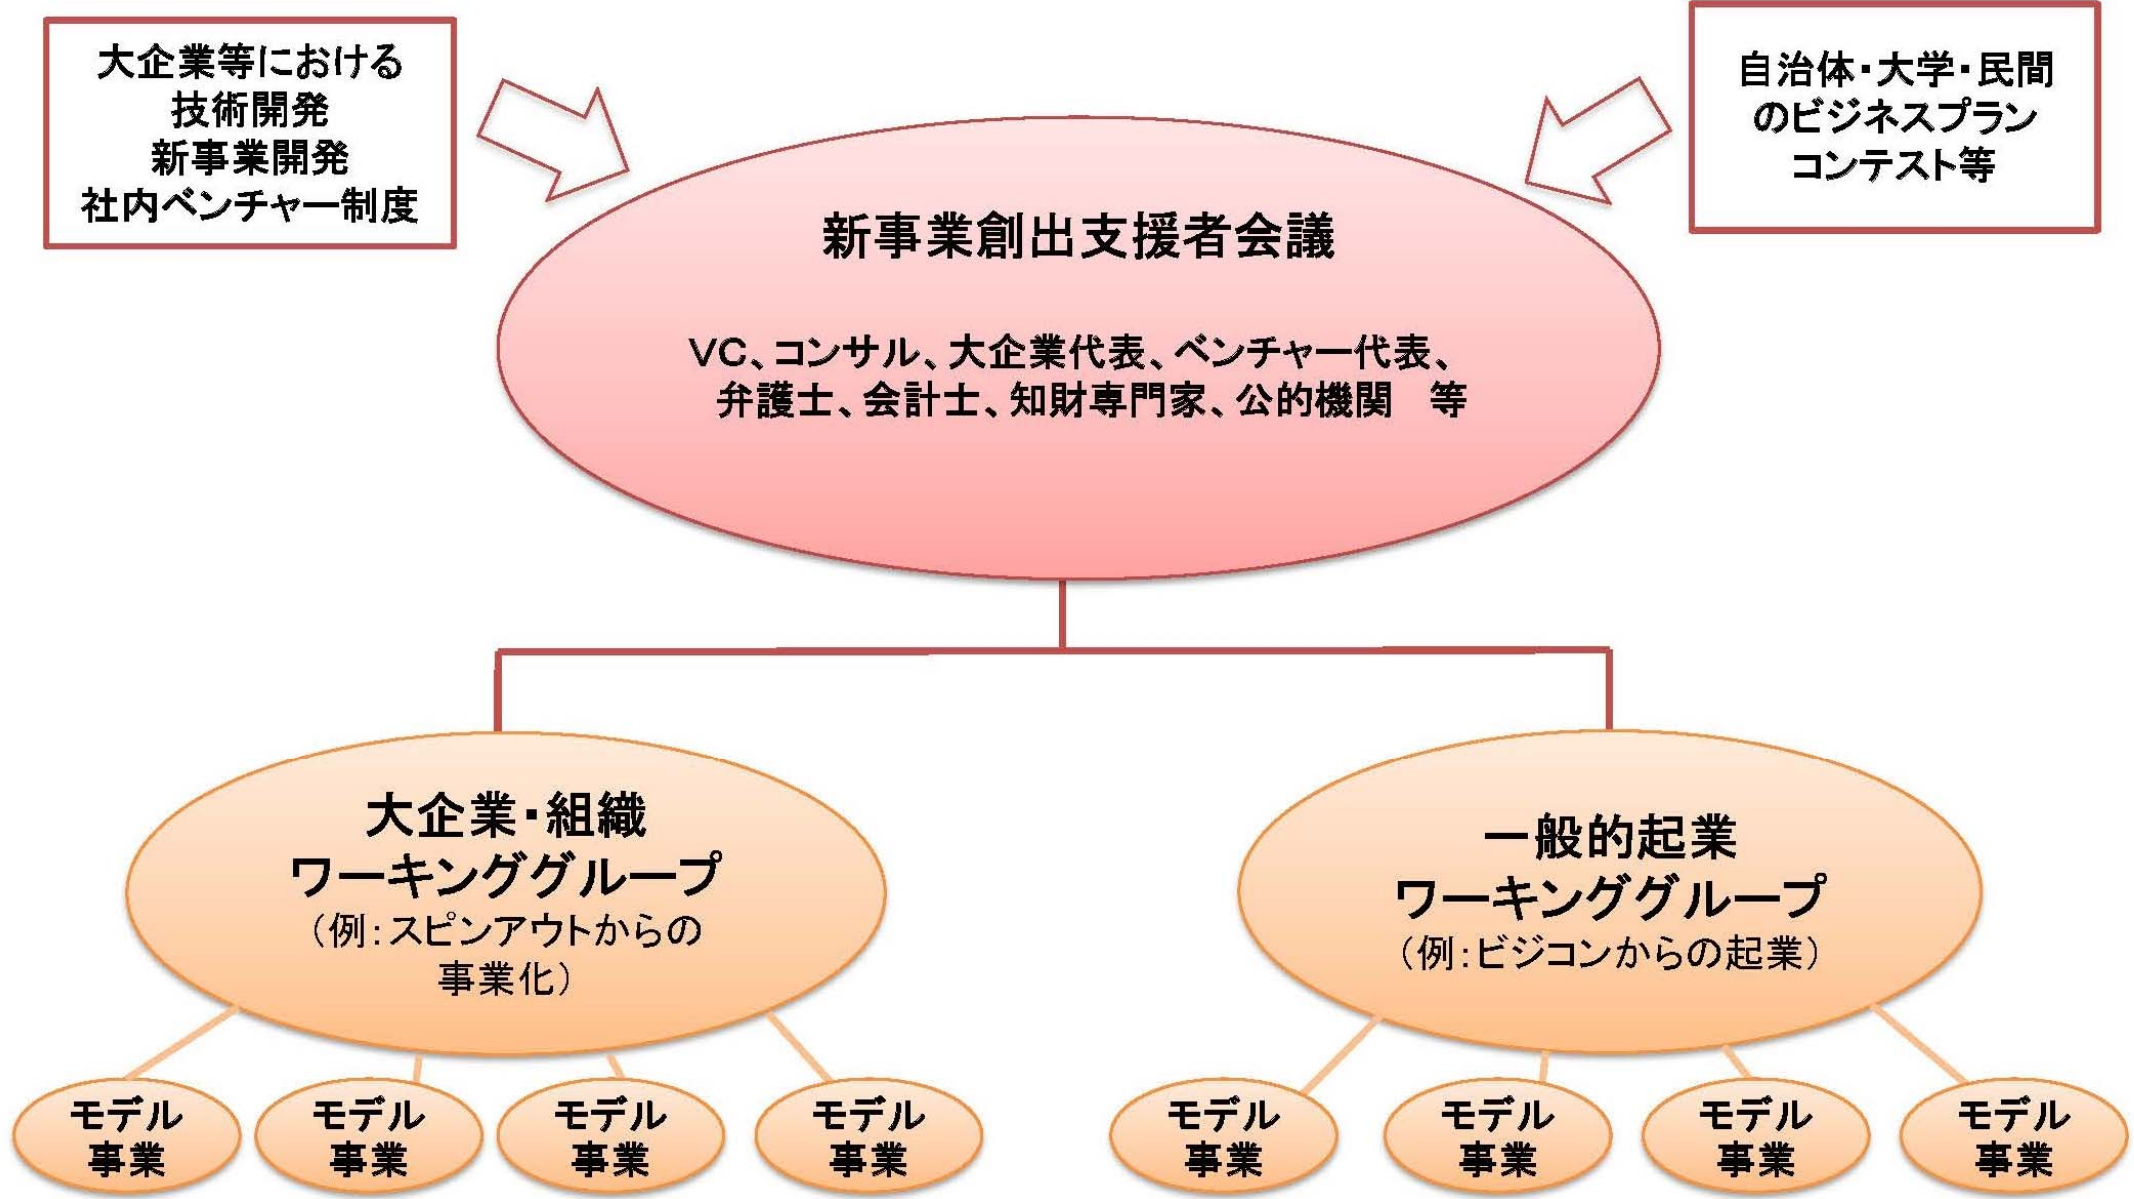 大企業等における
技術開発
新事業開発
社内ベンチャー制度
自治体・大学・民間
のビジネスプラン
コンテスト等
新事業創出支援者会議
VC、コンサル、大企業代表、ベンチャー代表、
弁護士、会計士、知財専門家、公的機関　等
大企業・組織
ワーキンググループ
（例：スピンアウトからの
事業化）
一般的起業
ワーキンググループ
（例：ビジコンからの起業）
モデル
事業
モデル
事業
モデル
事業
モデル
事業
モデル
事業
モデル
事業
モデル
事業
モデル
事業